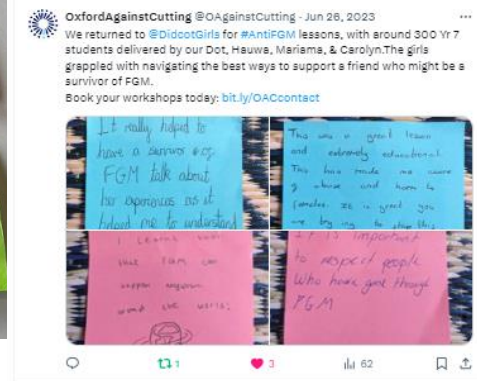 OxfordAgainstCutting @OAgainstCutting · Jun 26, 2023
We returned to @DidcotGirls for #AntiFGM lessons, with around 300 Yr 7
students delivered by our Dot, Hauwa, Mariama, & Carolyn.The girls
grappled with navigating the best ways to support a friend who might be a
survivor of FGM.
Book your workshops today: bit.ly/OACcontact
It really helped to
have a survivor of
FGM talk about
her experiences as it
helped me to understand
This was a great lesson
and extremely educational.
This has made me aware
of abuse and harm to
females. It is great you
are trying to stop this
I learnt
that FGM can
happen
around the world;
It is important
to respect people
who have gone through
FGM
1
3
62